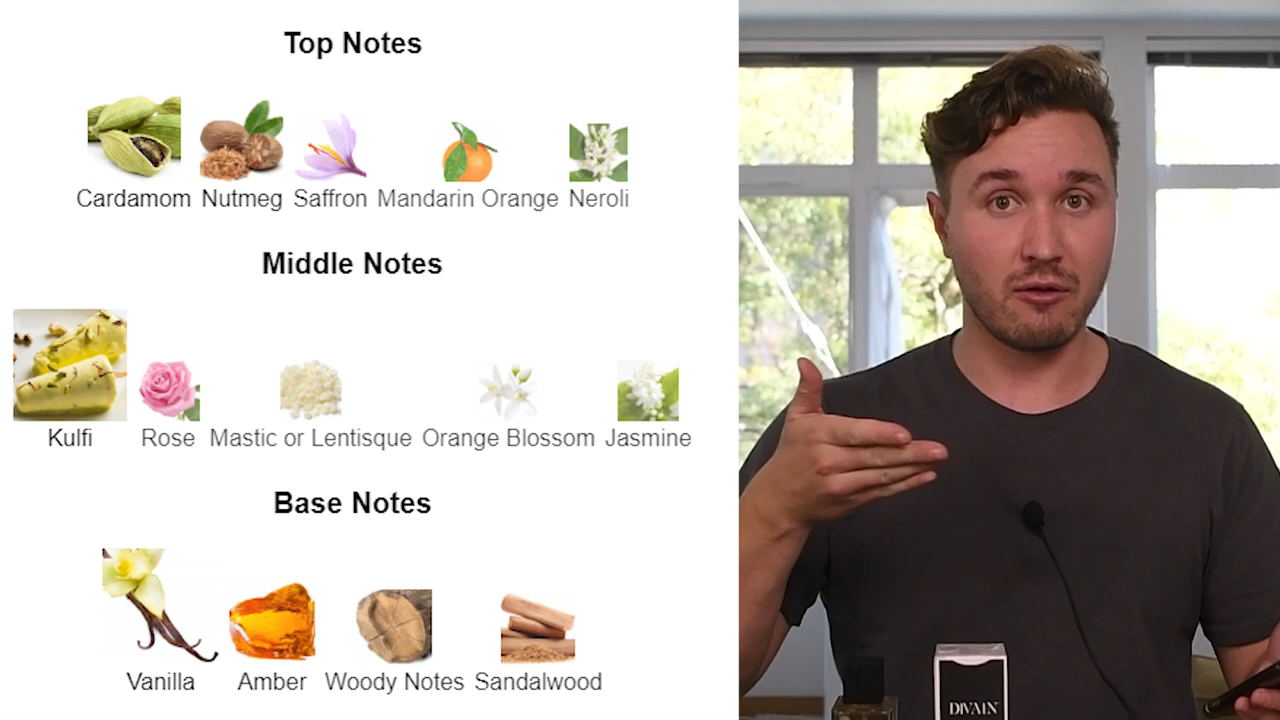 Top Notes
Cardamom Nutmeg Saffron Mandarin Orange Neroli
Middle Notes
Kulfi Rose Mastic or Lentisque Orange Blossom Jasmine
Base Notes
Vanilla Amber Woody Notes Sandalwood
DIVAIN